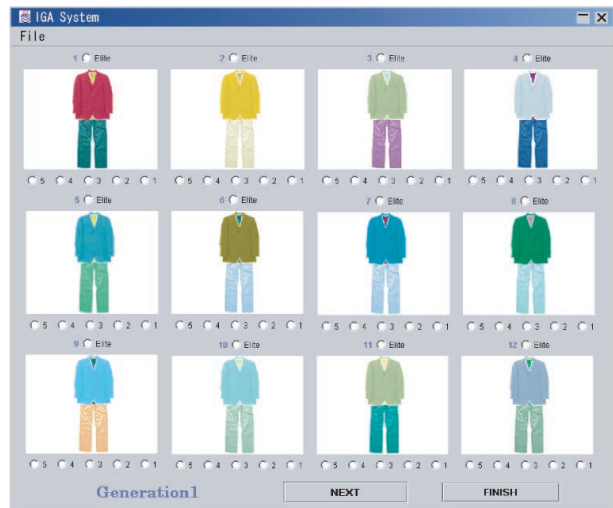 IGA System
File
1 Elite 2 Elite 3 Elite 4 Elite
5 4 3 2 1 5 4 3 2 1 5 4 3 2 1 5 4 3 2 1
5 Elite 6 Elite 7 Elite 8 Elite
5 4 3 2 1 5 4 3 2 1 5 4 3 2 1 5 4 3 2 1
9 Elite 10 Elite 11 Elite 12 Elite
5 4 3 2 1 5 4 3 2 1 5 4 3 2 1 5 4 3 2 1
Generation1 NEXT FINISH